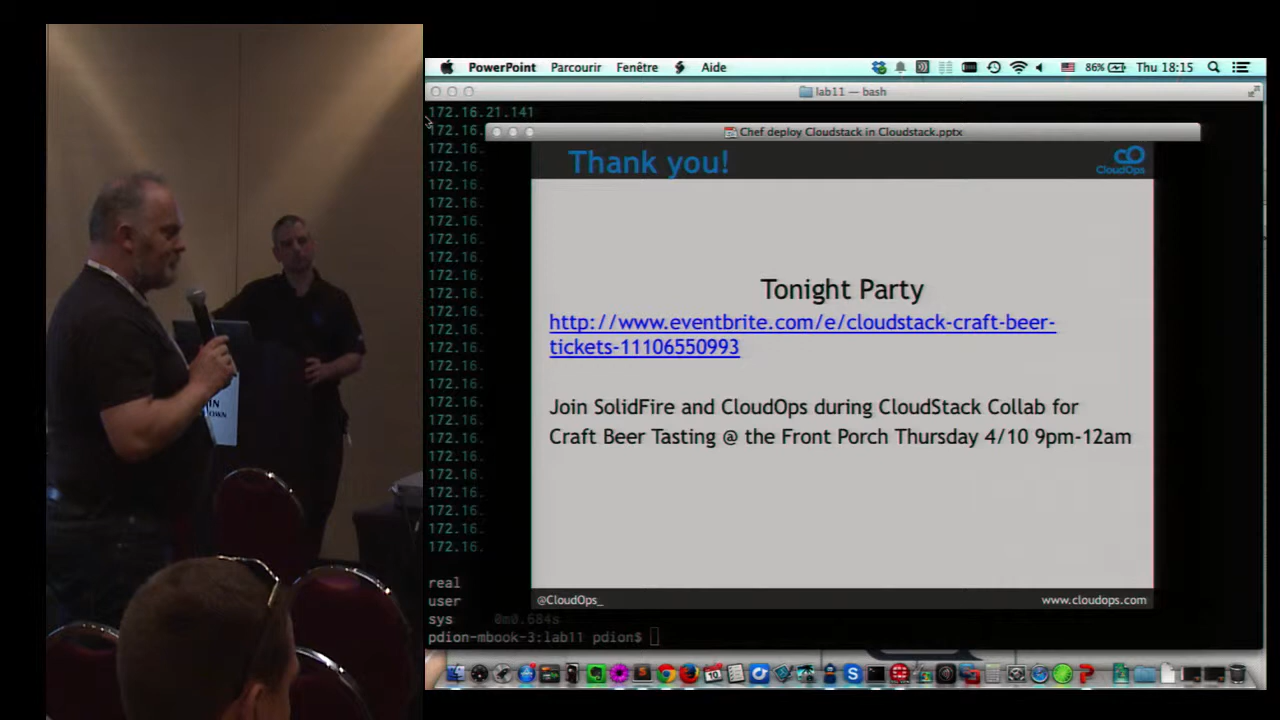 PowerPoint Parcourir Fenêtre Aide 86% Thu 18:15
lab11 — bash
172.16.21.141
172.16.
Chef deploy Cloudstack in Cloudstack.pptx
172.16.
Thank you!
CloudOps
172.16.
172.16.
172.16.
172.16.
172.16.
172.16.
172.16.
Tonight Party
172.16.
172.16.
http://www.eventbrite.com/e/cloudstack-craft-beer-
172.16.
tickets-11106550993
172.16.
172.16.
172.16.
Join SolidFire and CloudOps during CloudStack Collab for
172.16.
172.16.
Craft Beer Tasting @ the Front Porch Thursday 4/10 9pm-12am
172.16.
172.16.
172.16.
172.16.
172.16.
172.16.
real
user
@CloudOps_ www.cloudops.com
sys 0m0.684s
pdion-mbook-3:lab11 pdion$